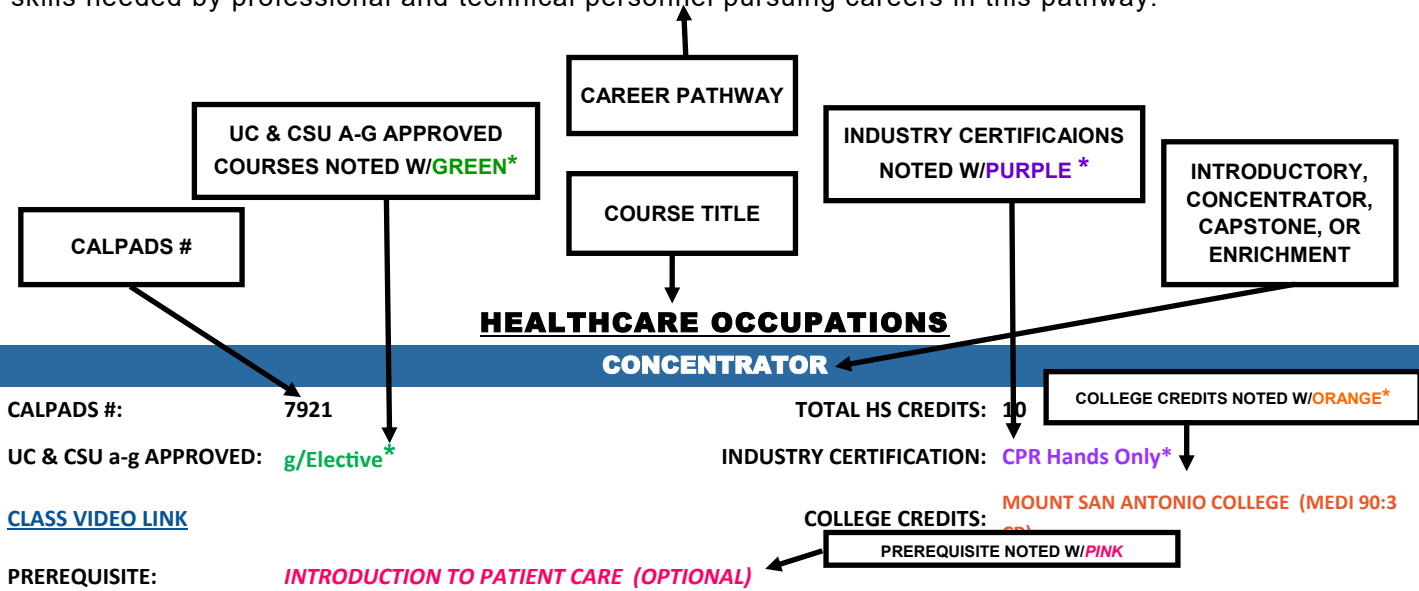 skills needed by professional and technical personnel pursuing careers in this pathway.
CAREER PATHWAY
UC & CSU A-G APPROVED
COURSES NOTED W/GREEN*
INDUSTRY CERTIFICAIONS
NOTED W/PURPLE *
INTRODUCTORY,
CONCENTRATOR,
CAPSTONE, OR
ENRICHMENT
COURSE TITLE
CALPADS #
HEALTHCARE OCCUPATIONS
CONCENTRATOR
CALPADS #: 7921
TOTAL HS CREDITS: 10
COLLEGE CREDITS NOTED W/ORANGE*
UC & CSU a-g APPROVED: g/Elective*
INDUSTRY CERTIFICATION: CPR Hands Only*
CLASS VIDEO LINK
COLLEGE CREDITS: MOUNT SAN ANTONIO COLLEGE (MEDI 90:3
PREREQUISITE NOTED W/PINK
PREREQUISITE: INTRODUCTION TO PATIENT CARE (OPTIONAL)